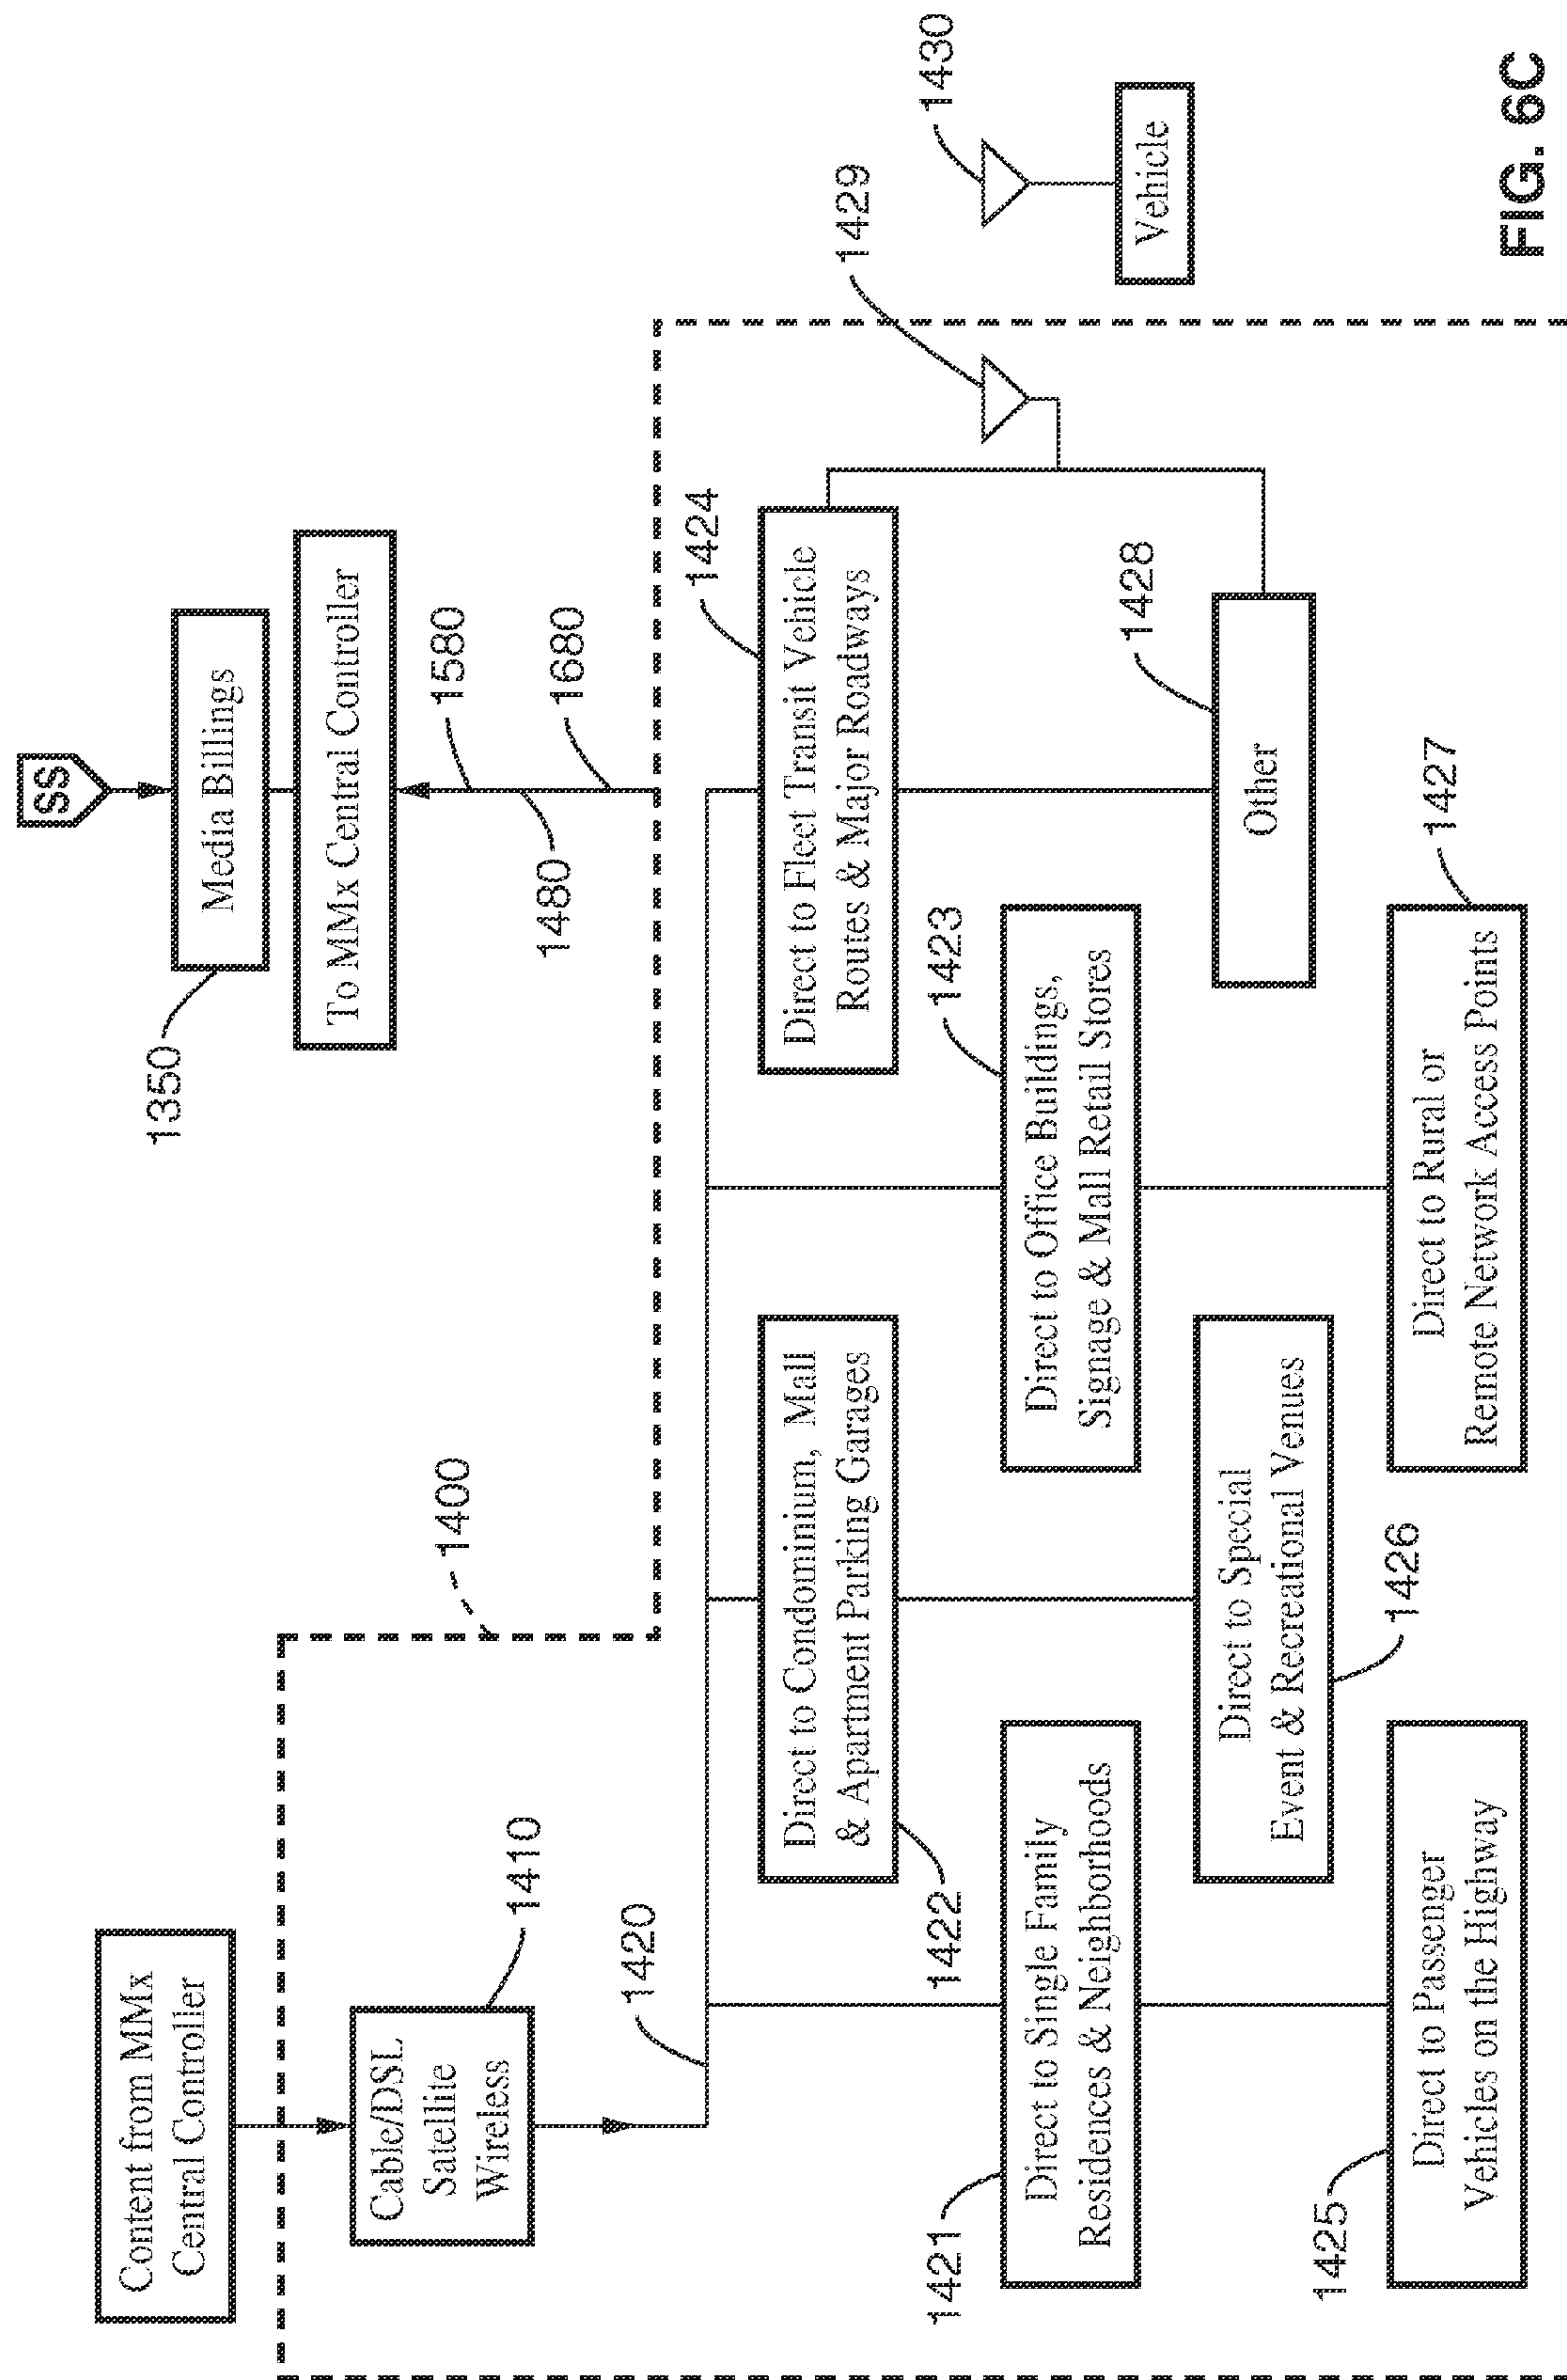 SS
Content from MMx
Central Controller
Media Billings
1350
To MMx Central Controller
1400
1580
1480
1680
Cable/DSL
Satellite
Wireless
1410
1420
Direct to Condominium, Mall
& Apartment Parking Garages
1422
Direct to Fleet Transit Vehicle
Routes & Major Roadways
1424
1429
1430
Direct to Single Family
Residences & Neighborhoods
1421
Direct to Office Buildings,
Signage & Mall Retail Stores
1423
Vehicle
Direct to Special
Event & Recreational Venues
1426
Other
1428
Direct to Passenger
Vehicles on the Highway
1425
Direct to Rural or
Remote Network Access Points
1427
FIG. 6C